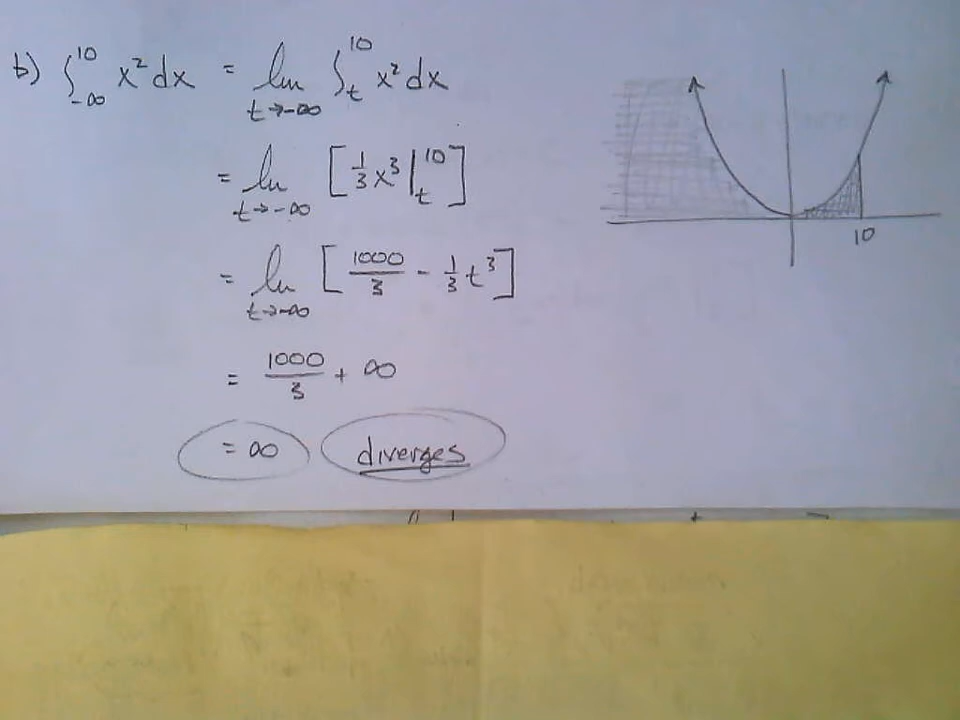 b) ∫_{-∞}^{10} x² dx = lim_{t→-∞} ∫_t^{10} x² dx
= lim_{t→-∞} [ 1/3 x³ |_t^{10} ]
= lim_{t→-∞} [ 1000/3 - 1/3 t³ ]
= 1000/3 + ∞
= ∞ diverges
10